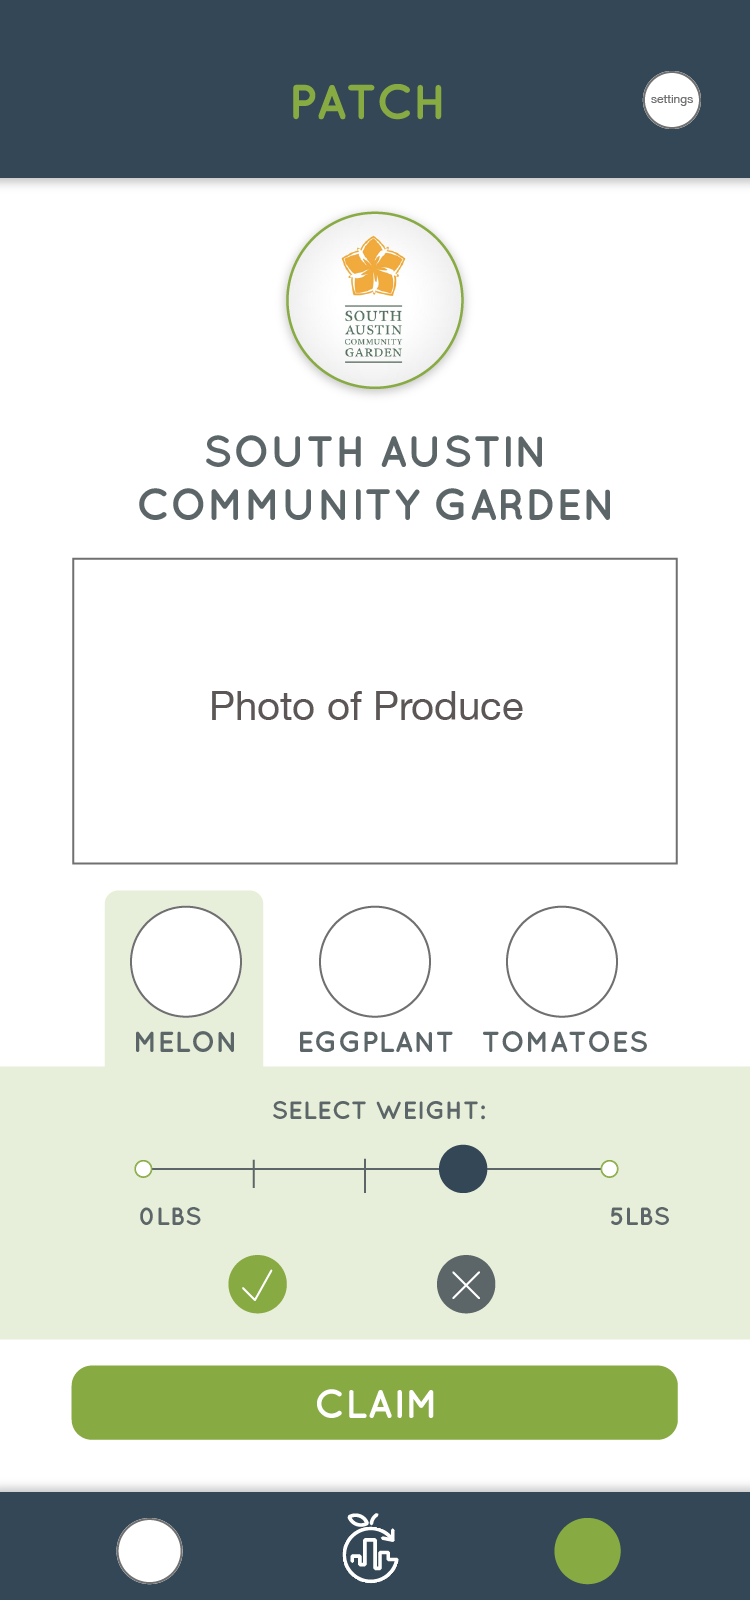 PATCH
settings
SOUTH
AUSTIN
COMMUNITY
GARDEN
SOUTH AUSTIN
COMMUNITY GARDEN
Photo of Produce
MELON EGGPLANT TOMATOES
SELECT WEIGHT:
0LBS 5LBS
CLAIM